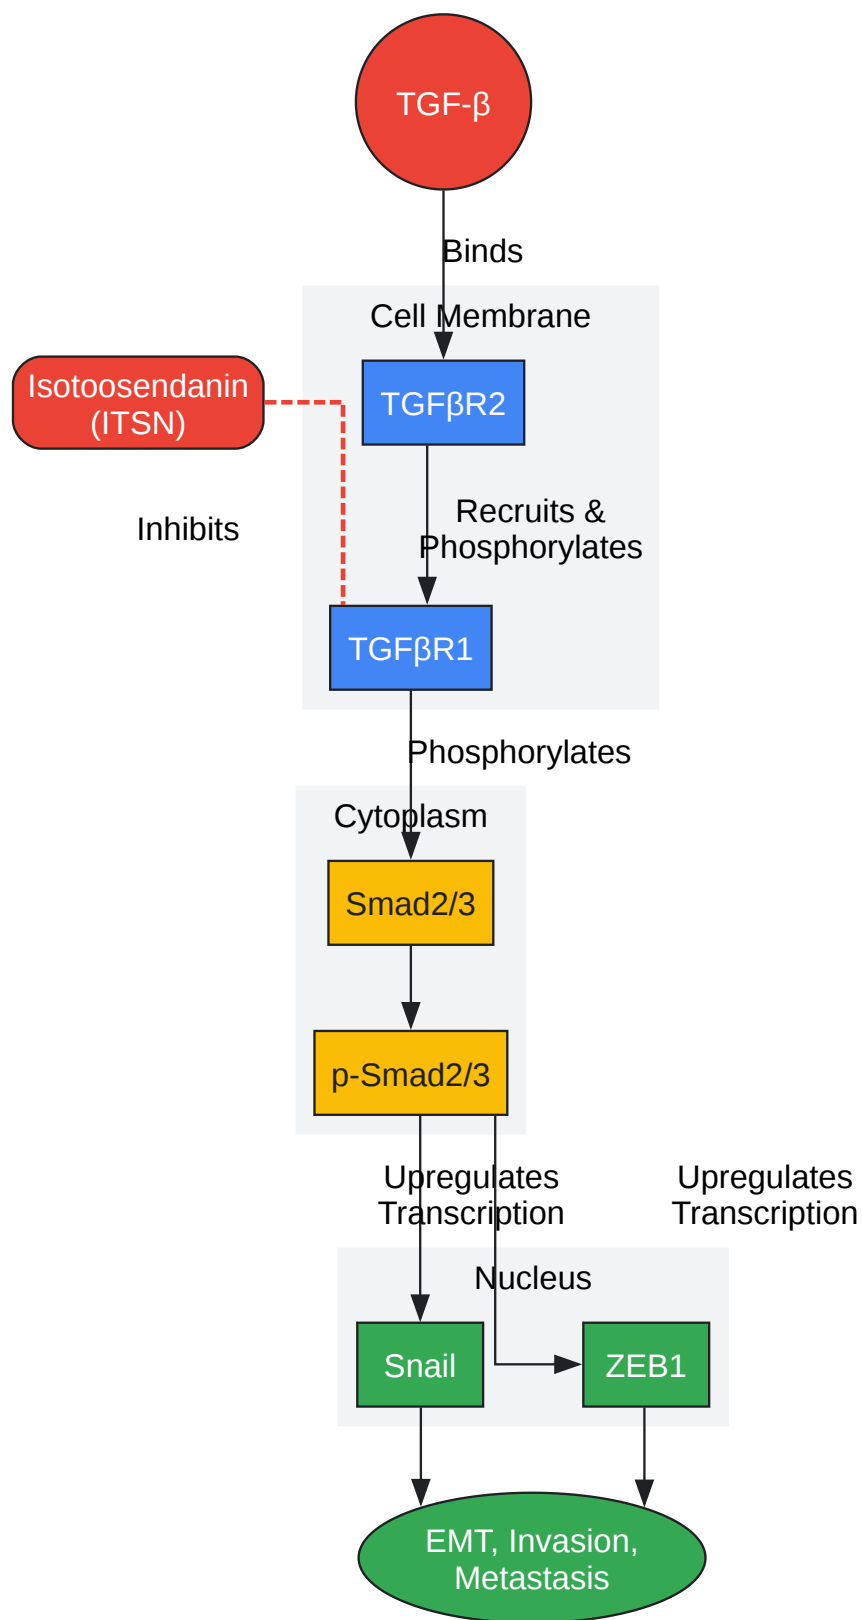 TGF-β
Binds
Cell Membrane
Isotoosendanin
(ITSN)
TGFβR2
Inhibits
Recruits &
Phosphorylates
TGFβR1
Phosphorylates
Cytoplasm
Smad2/3
p-Smad2/3
Upregulates
Transcription
Upregulates
Transcription
Nucleus
Snail
ZEB1
EMT, Invasion,
Metastasis